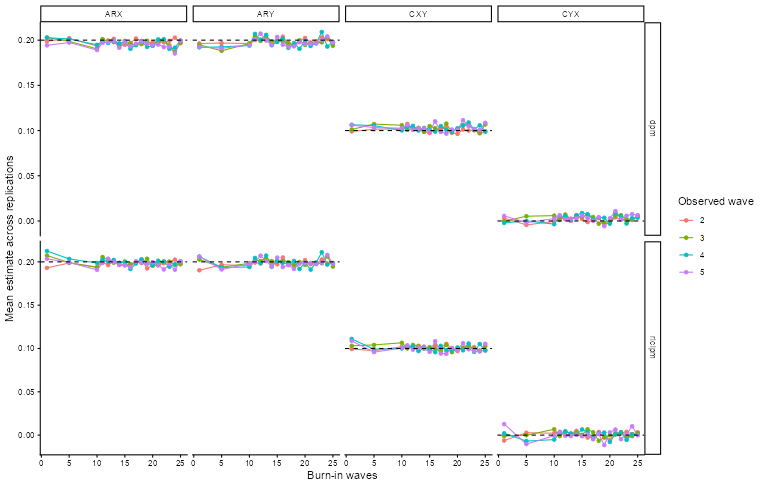 ARX ARY CXY CYX
0.20
0.15
0.10
0.05
0.00
dpm
0.20
0.15
0.10
0.05
0.00
riclpm
0 5 10 15 20 25 0 5 10 15 20 25 0 5 10 15 20 25 0 5 10 15 20 25
Burn-in waves
Mean estimate across replications
Observed wave
2
3
4
5